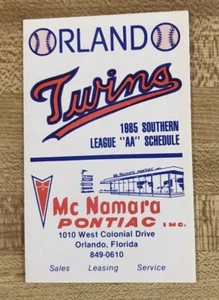 ORLANDO
Twins
1985 SOUTHERN
LEAGUE "AA" SCHEDULE
Mc Namara
PONTIAC INC.
1010 West Colonial Drive
Orlando, Florida
849-0610
Sales Leasing Service